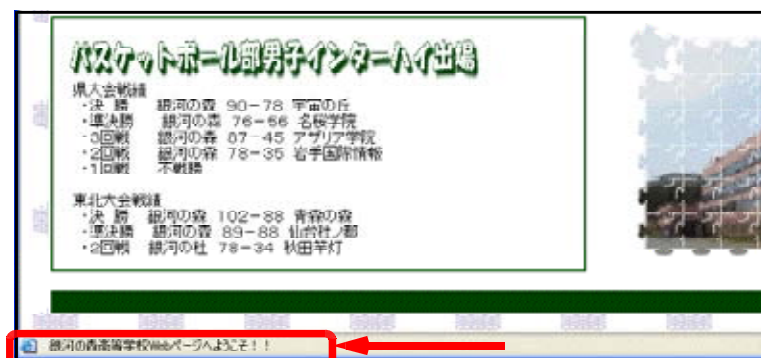 バスケットボール部男子インターハイ出場
県大会戦績
・決 勝 銀河の森 90-78 宇宙の丘
・準決勝 銀河の森 76-66 名桜学院
・3回戦 銀河の森 87-45 アザリア学院
・2回戦 銀河の森 78-35 岩手国際情報
・1回戦 不戦勝
東北大会戦績
・決 勝 銀河の森 102-88 青森の森
・準決勝 銀河の森 89-88 仙台杜ノ都
・2回戦 銀河の杜 78-34 秋田竿灯
銀河の森高等学校Webページへようこそ!!